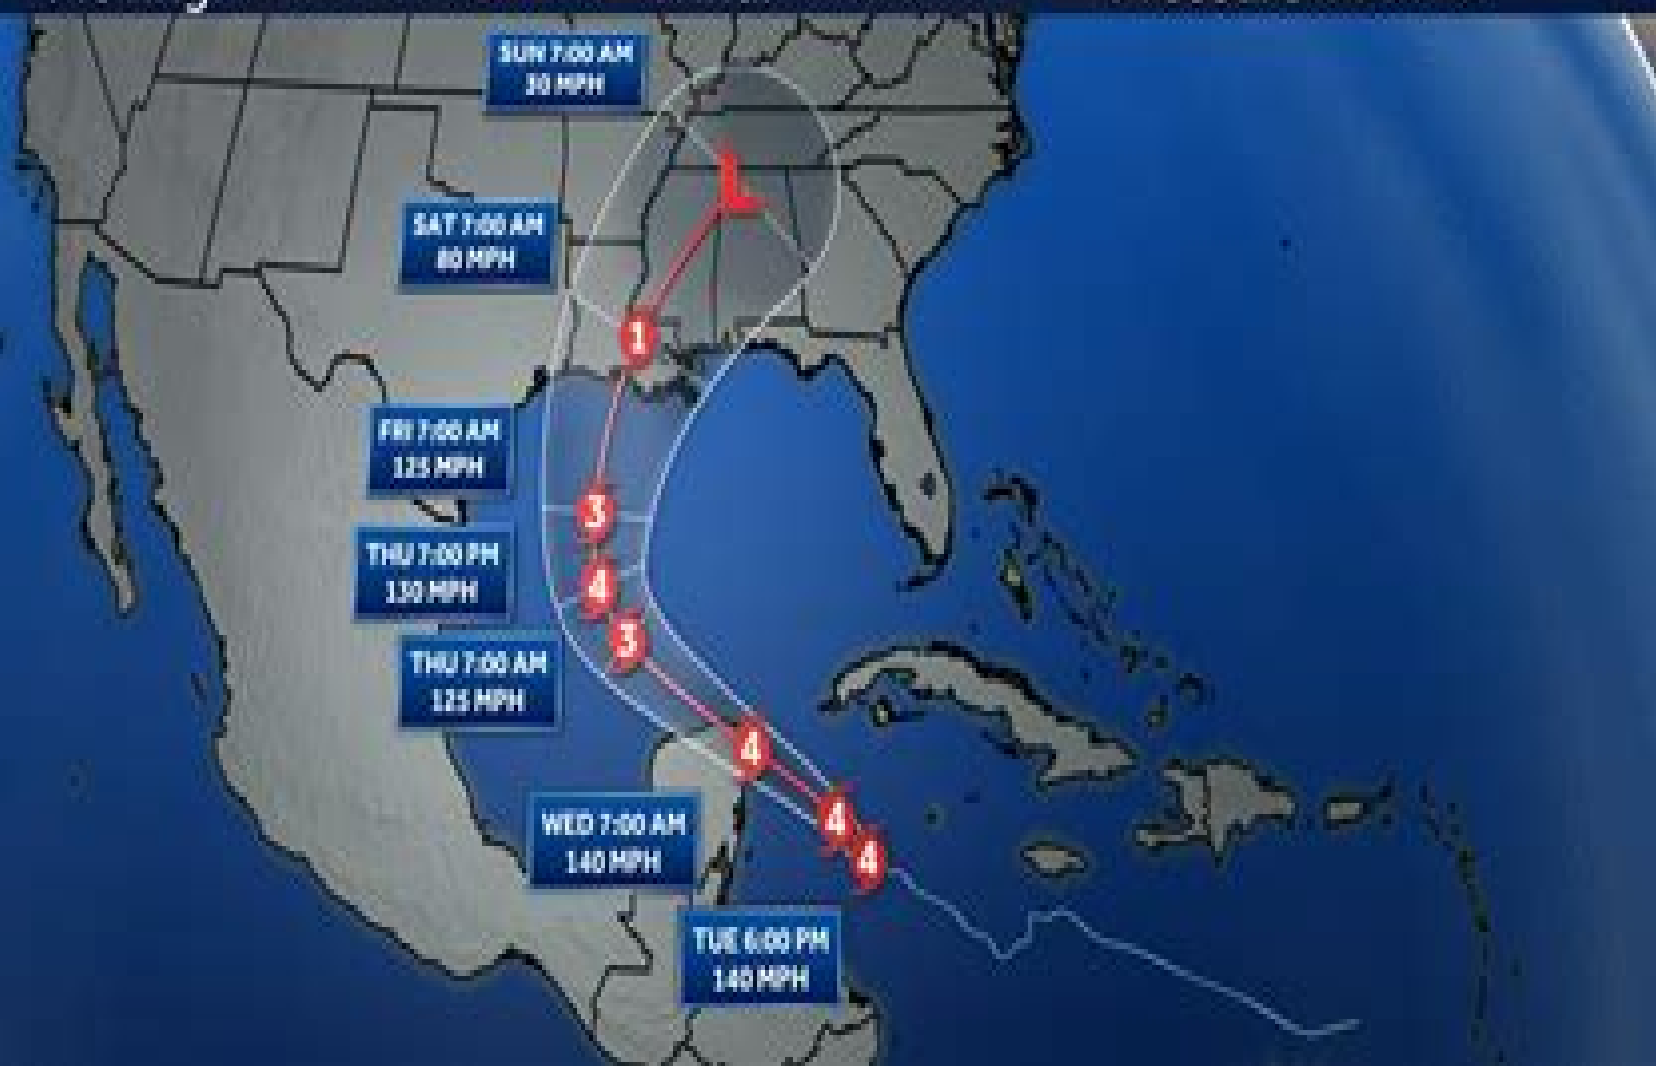 SUN 7:00 AM
30 MPH
SAT 7:00 AM
80 MPH
FRI 7:00 AM
125 MPH
THU 7:00 PM
130 MPH
THU 7:00 AM
125 MPH
WED 7:00 AM
140 MPH
TUE 6:00 PM
140 MPH
L
1
3
4
3
4
4
4